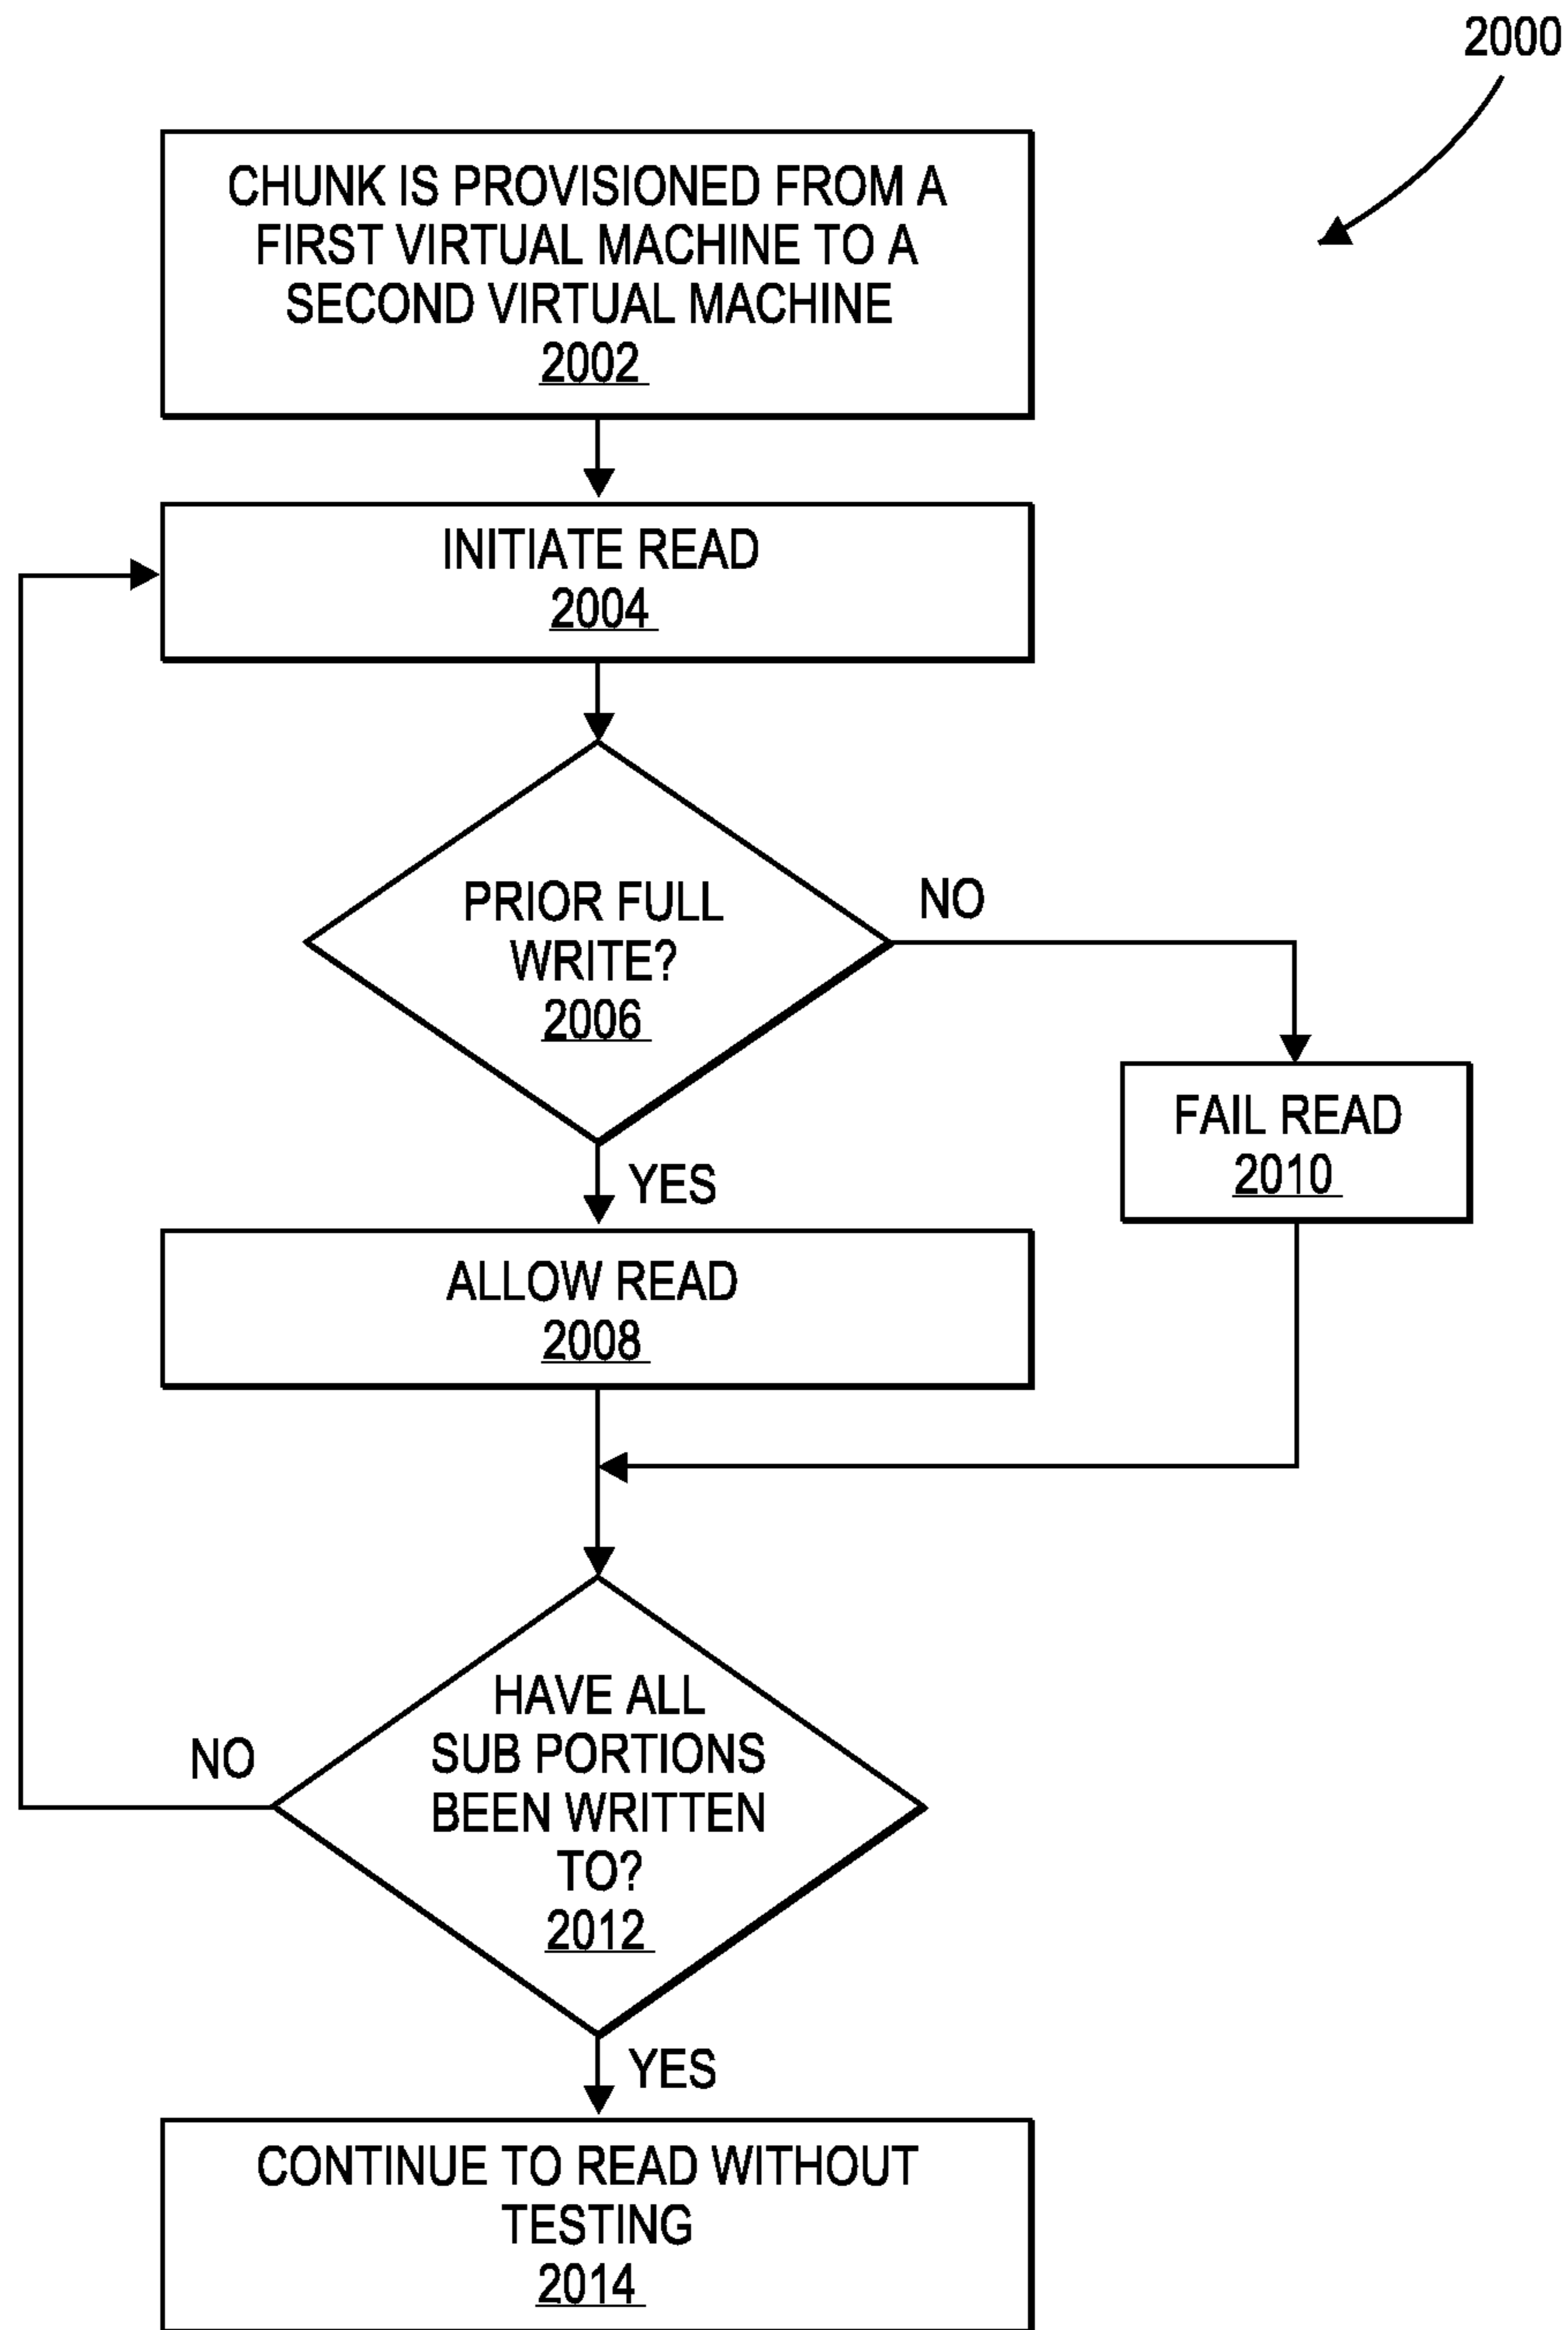 2000
CHUNK IS PROVISIONED FROM A
FIRST VIRTUAL MACHINE TO A
SECOND VIRTUAL MACHINE
2002
INITIATE READ
2004
PRIOR FULL
WRITE?
2006
NO
YES
FAIL READ
2010
ALLOW READ
2008
HAVE ALL
SUB PORTIONS
BEEN WRITTEN
TO?
2012
NO
YES
CONTINUE TO READ WITHOUT
TESTING
2014